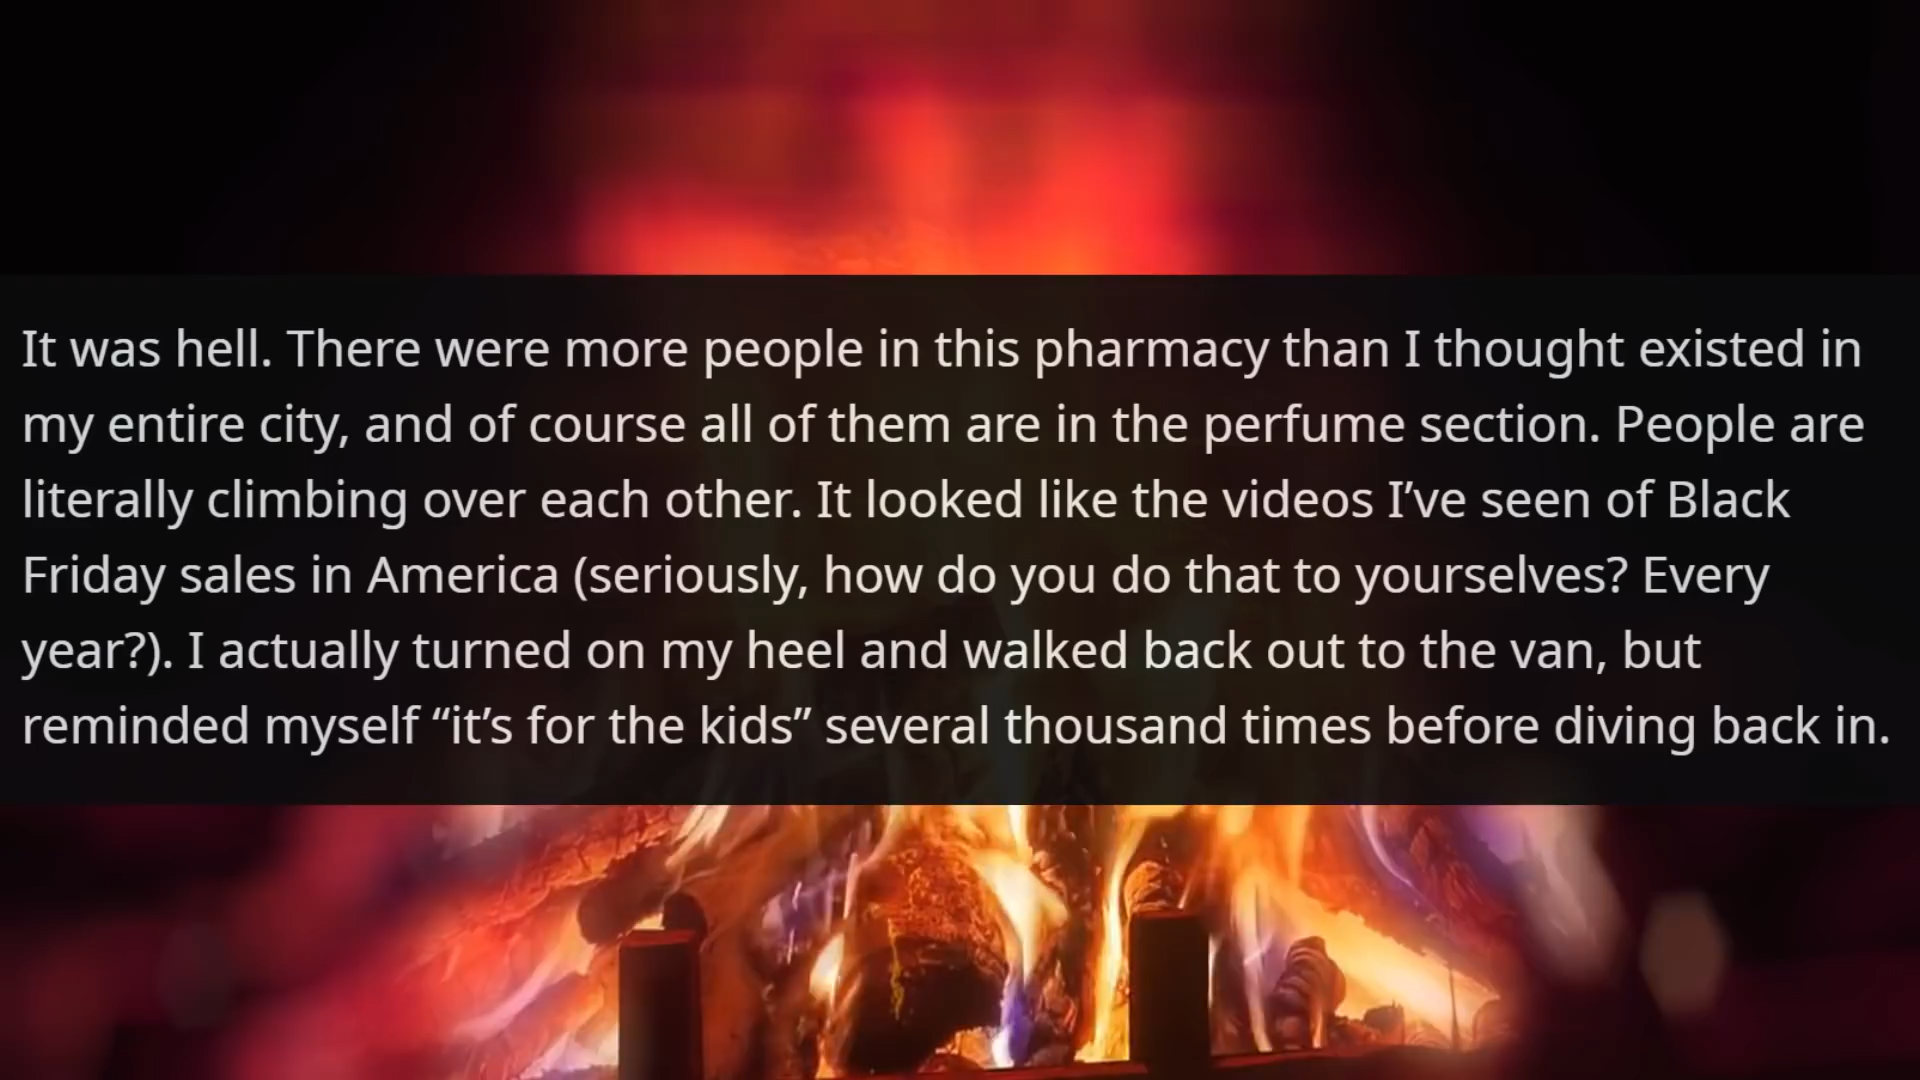 It was hell. There were more people in this pharmacy than I thought existed in
my entire city, and of course all of them are in the perfume section. People are
literally climbing over each other. It looked like the videos I’ve seen of Black
Friday sales in America (seriously, how do you do that to yourselves? Every
year?). I actually turned on my heel and walked back out to the van, but
reminded myself “it’s for the kids” several thousand times before diving back in.